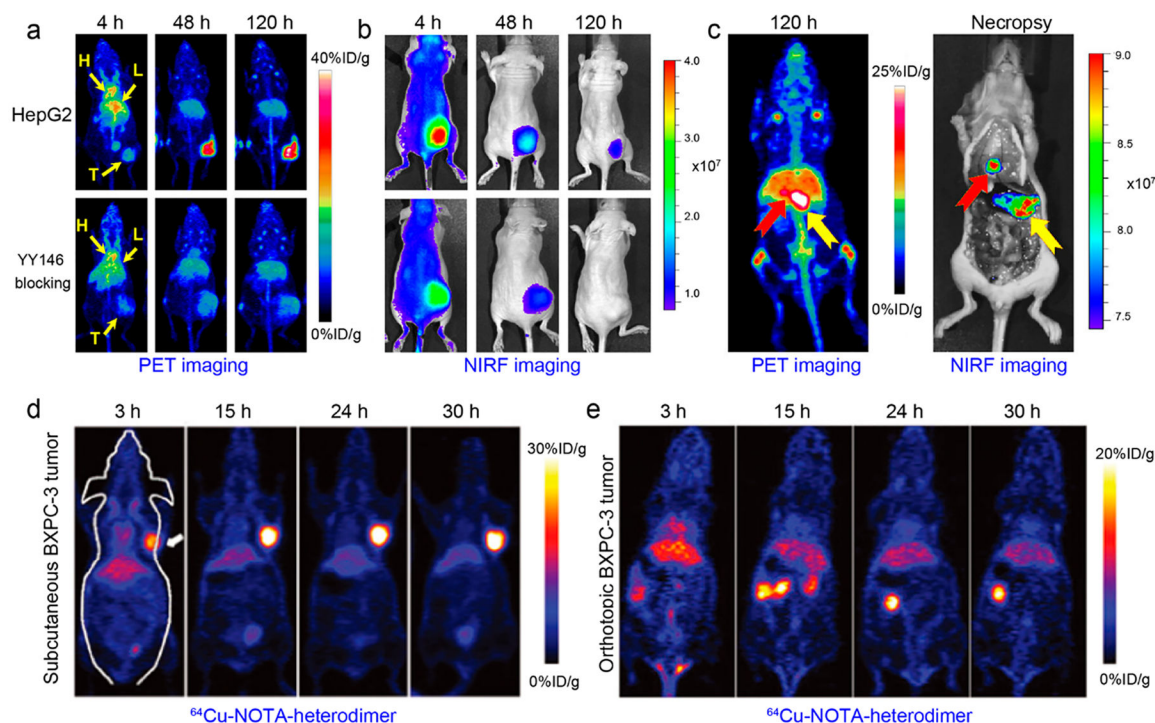 a
4 h 48 h 120 h
HepG2
H
L
T
YY146
blocking
H
L
T
40%ID/g
0%ID/g
PET imaging
b
4 h 48 h 120 h
4.0
3.0
x10⁷
2.0
1.0
NIRF imaging
c
120 h
25%ID/g
0%ID/g
PET imaging
Necropsy
9.0
8.5
x10⁷
8.0
7.5
NIRF imaging
d
3 h 15 h 24 h 30 h
Subcutaneous BXPC-3 tumor
30%ID/g
0%ID/g
⁶⁴Cu-NOTA-heterodimer
e
3 h 15 h 24 h 30 h
Orthotopic BXPC-3 tumor
20%ID/g
0%ID/g
⁶⁴Cu-NOTA-heterodimer